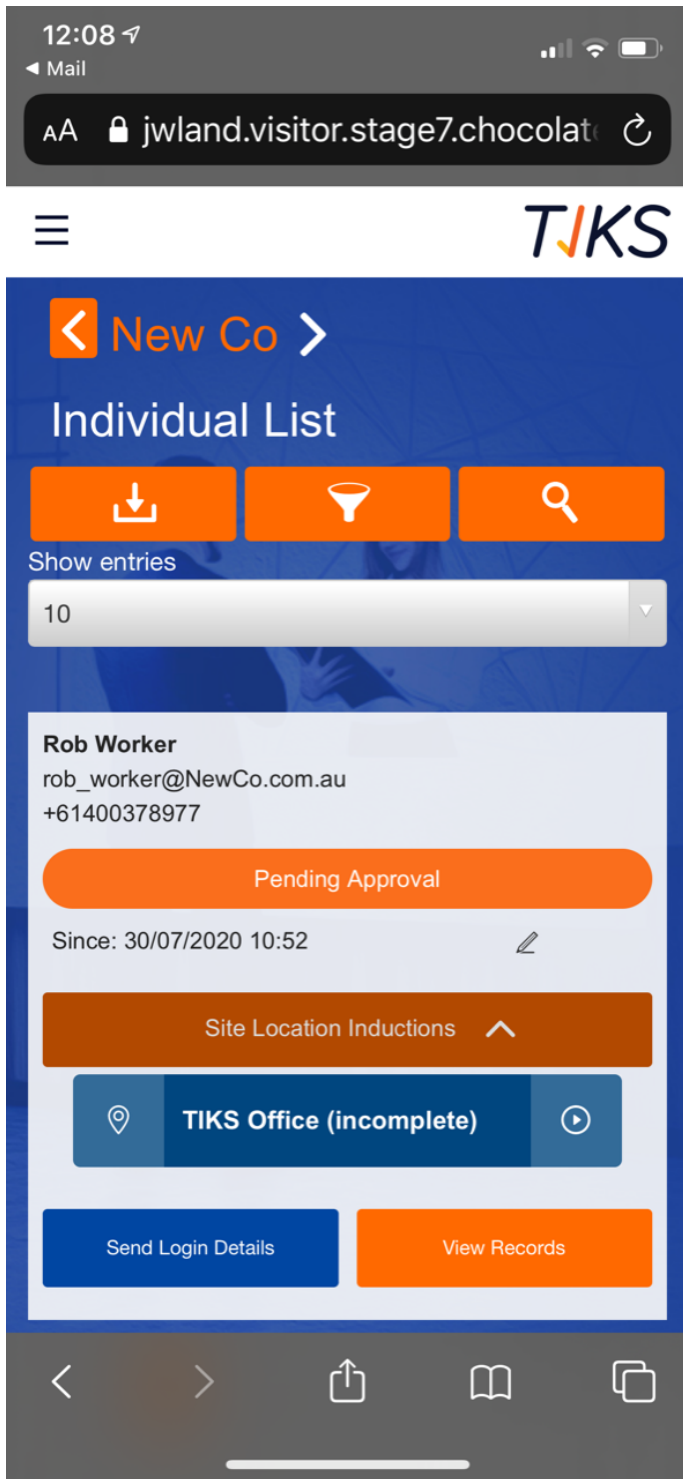 12:08
Mail
AA jwland.visitor.stage7.chocolat
TIKS
New Co
Individual List
Show entries
10
Rob Worker
rob_worker@NewCo.com.au
+61400378977
Pending Approval
Since: 30/07/2020 10:52
Site Location Inductions
TIKS Office (incomplete)
Send Login Details
View Records